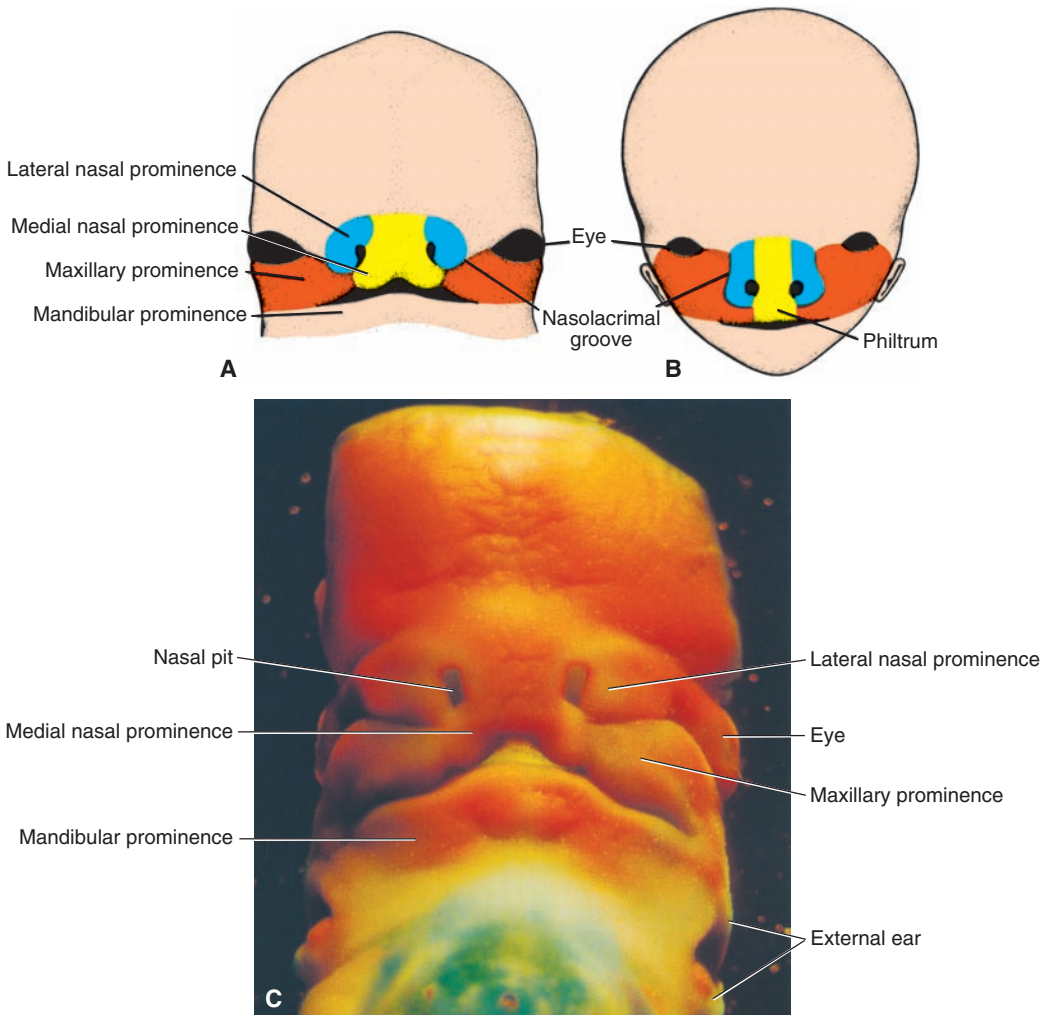 Lateral nasal prominence
Medial nasal prominence
Maxillary prominence
Mandibular prominence
A
Eye
Nasolacrimal
groove
B
Philtrum
Nasal pit
Medial nasal prominence
Mandibular prominence
Lateral nasal prominence
Eye
Maxillary prominence
External ear
C